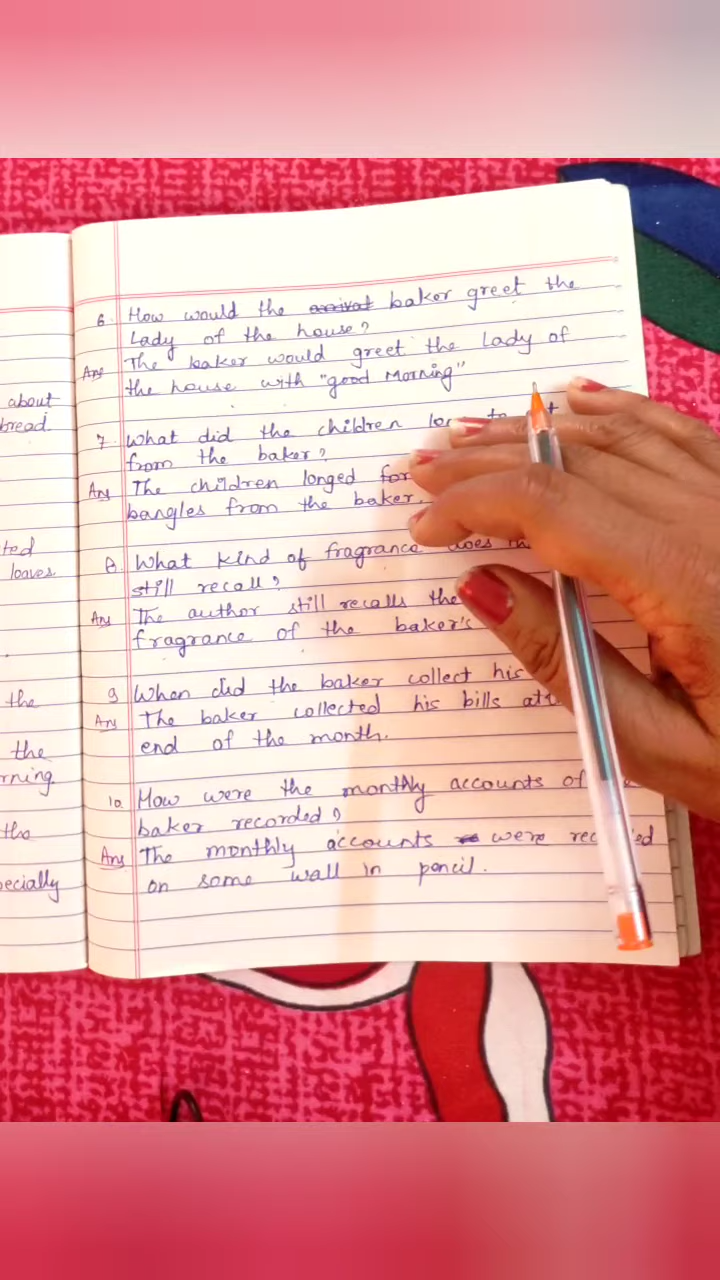 about
bread.
ted
loaves.
the
the
rning.
the
pecially
6. How would the arrival baker greet the
Lady of the house?
Ans The baker would greet the Lady of
the house with "good Morning"
7. What did the children
from the baker?
Ans The children longed for
bangles from the baker.
8. What kind of fragrance does
still recall?
Ans The author still recalls the
fragrance of the baker's
9 When did the baker collect his
Ans The baker collected his bills
end of the month.
10. How were the monthly accounts of
baker recorded?
Ans The monthly accounts were
on some wall in pencil.